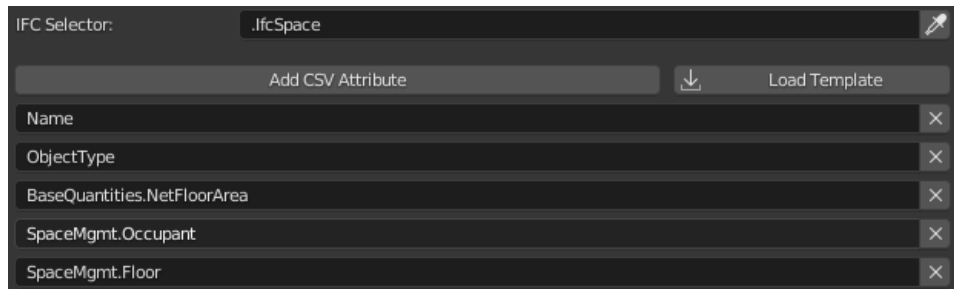 IFC Selector: .IfcSpace
Add CSV Attribute Load Template
Name
ObjectType
BaseQuantities.NetFloorArea
SpaceMgmt.Occupant
SpaceMgmt.Floor